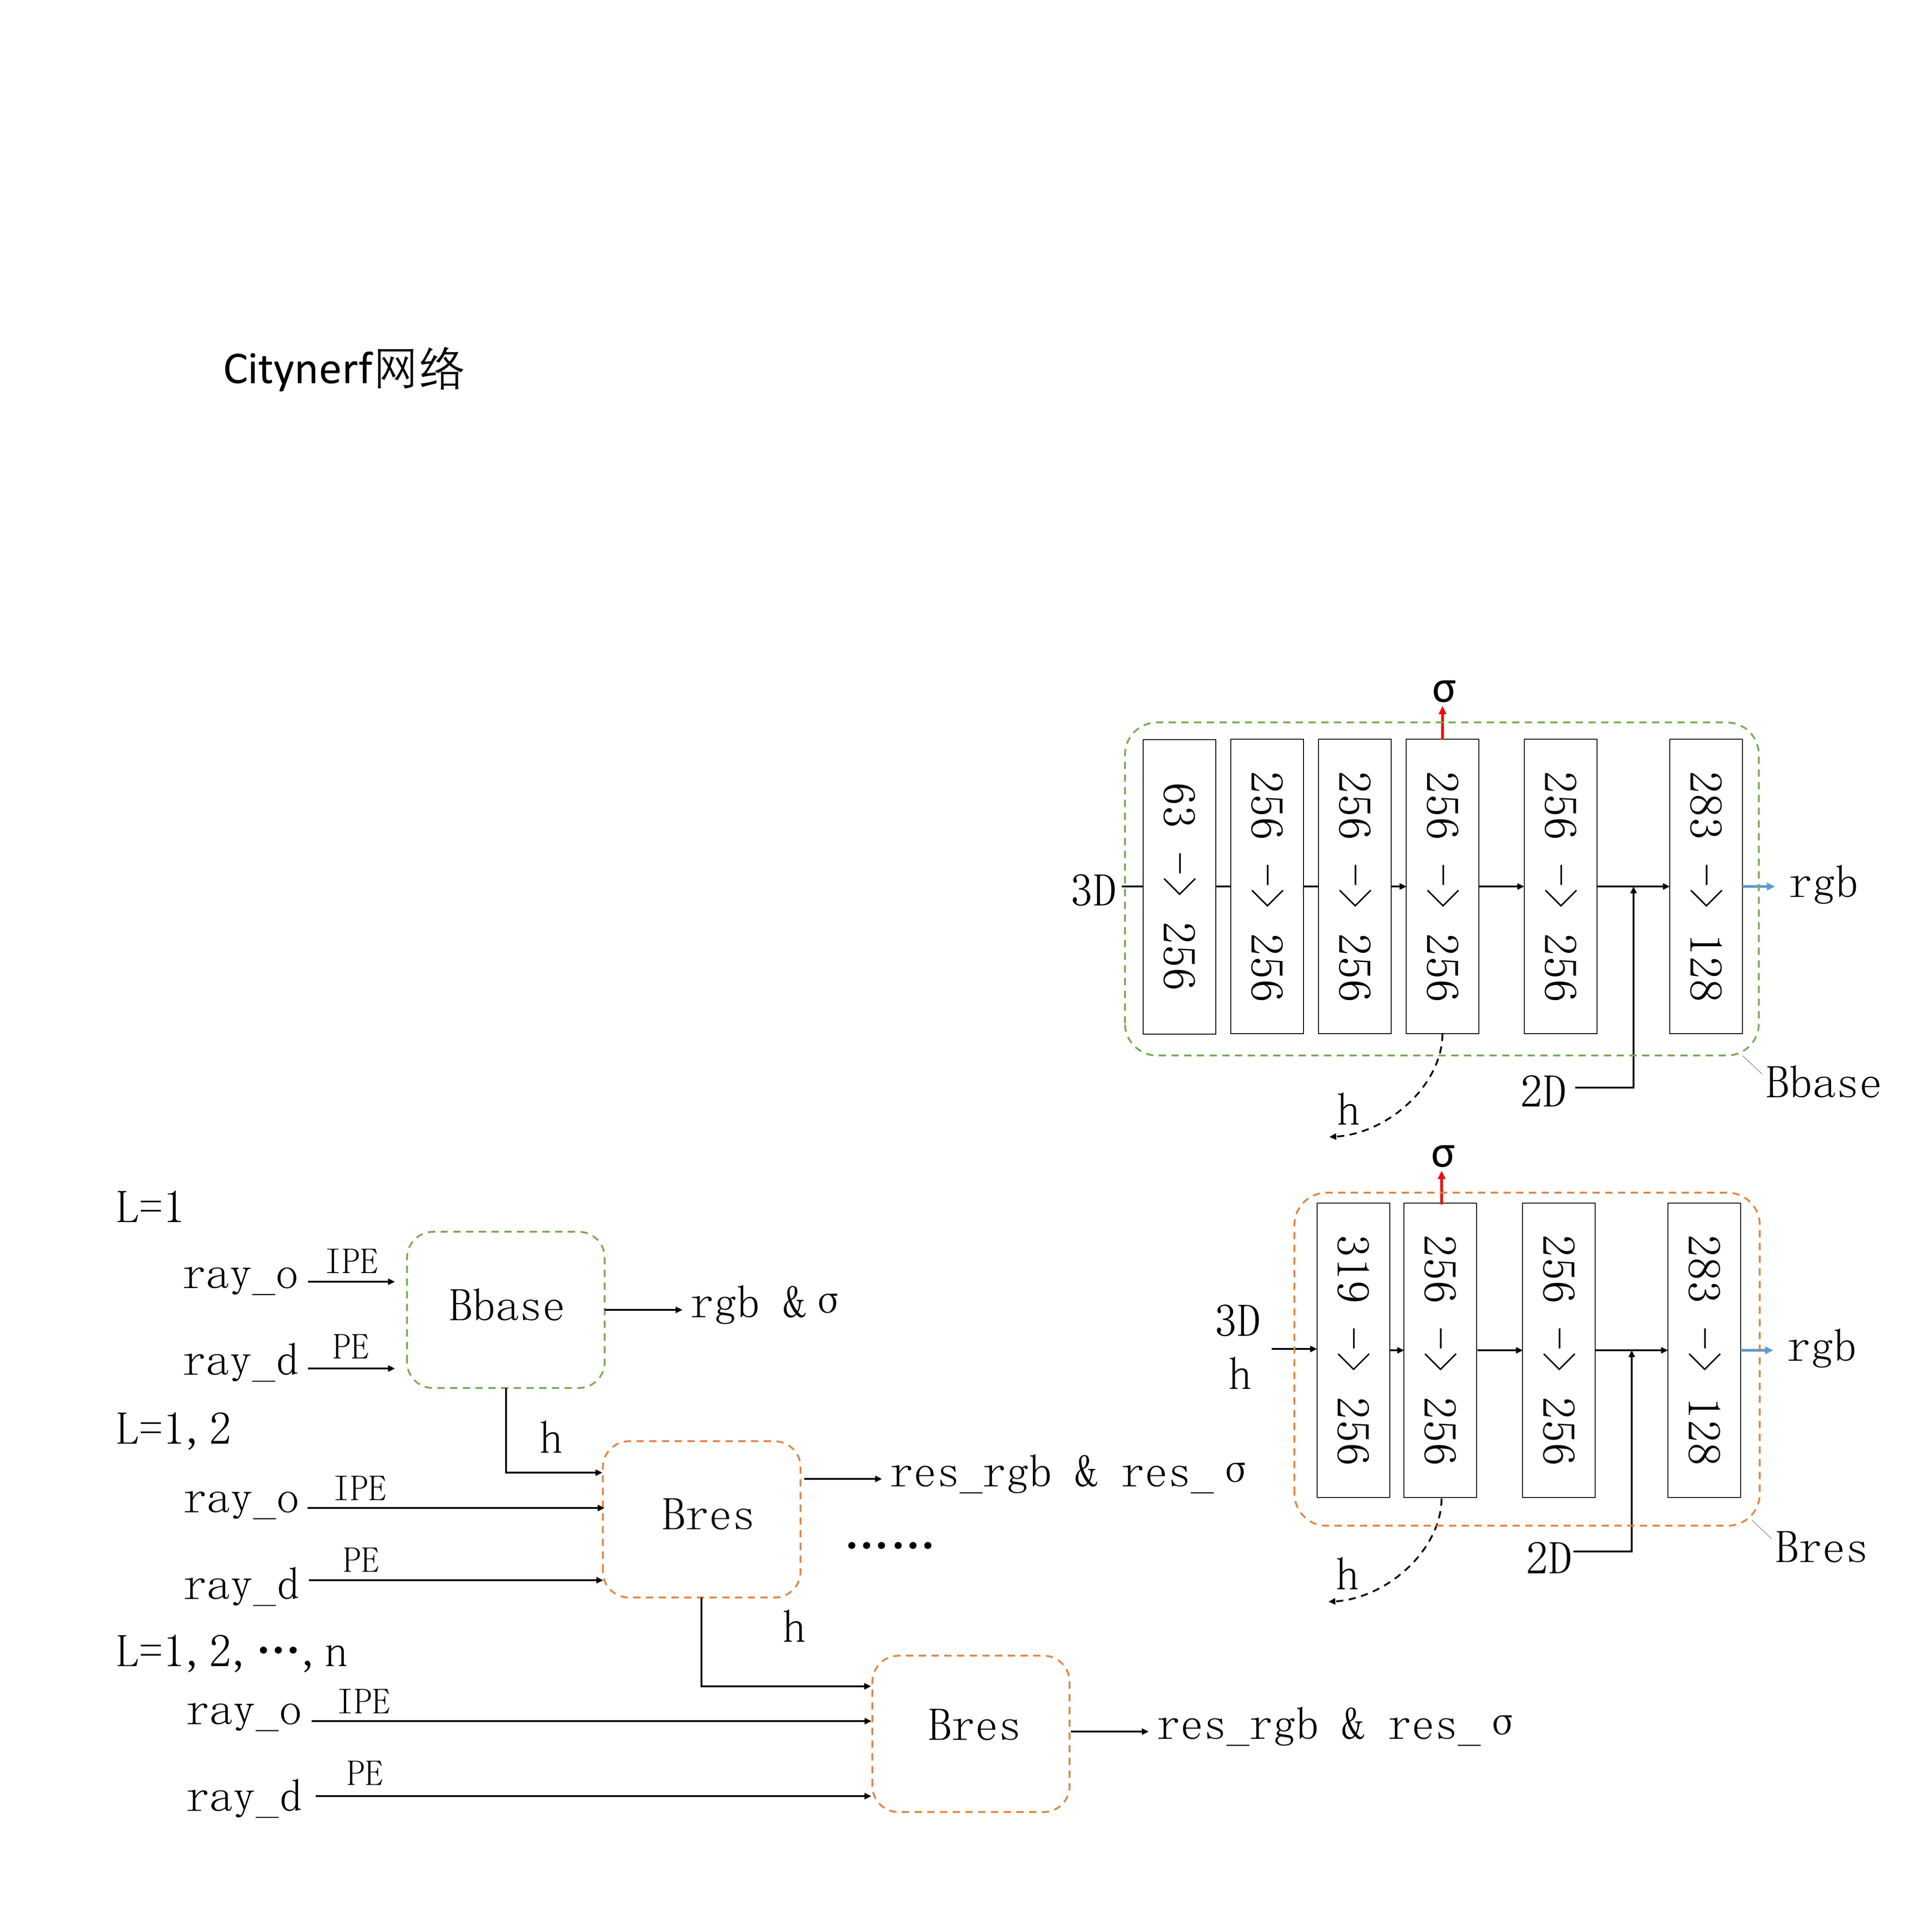 Citynerf网络
σ
3D
63 -> 256
256 -> 256
256 -> 256
256 -> 256
256 -> 256
283 -> 128
rgb
h
2D
Bbase
σ
3D
h
319 -> 256
256 -> 256
256 -> 256
283 -> 128
rgb
h
2D
Bres
L=1
ray_o
IPE
ray_d
PE
Bbase
rgb & σ
h
L=1,2
ray_o
IPE
ray_d
PE
Bres
res_rgb & res_σ
……
h
L=1,2,…,n
ray_o
IPE
ray_d
PE
Bres
res_rgb & res_σ